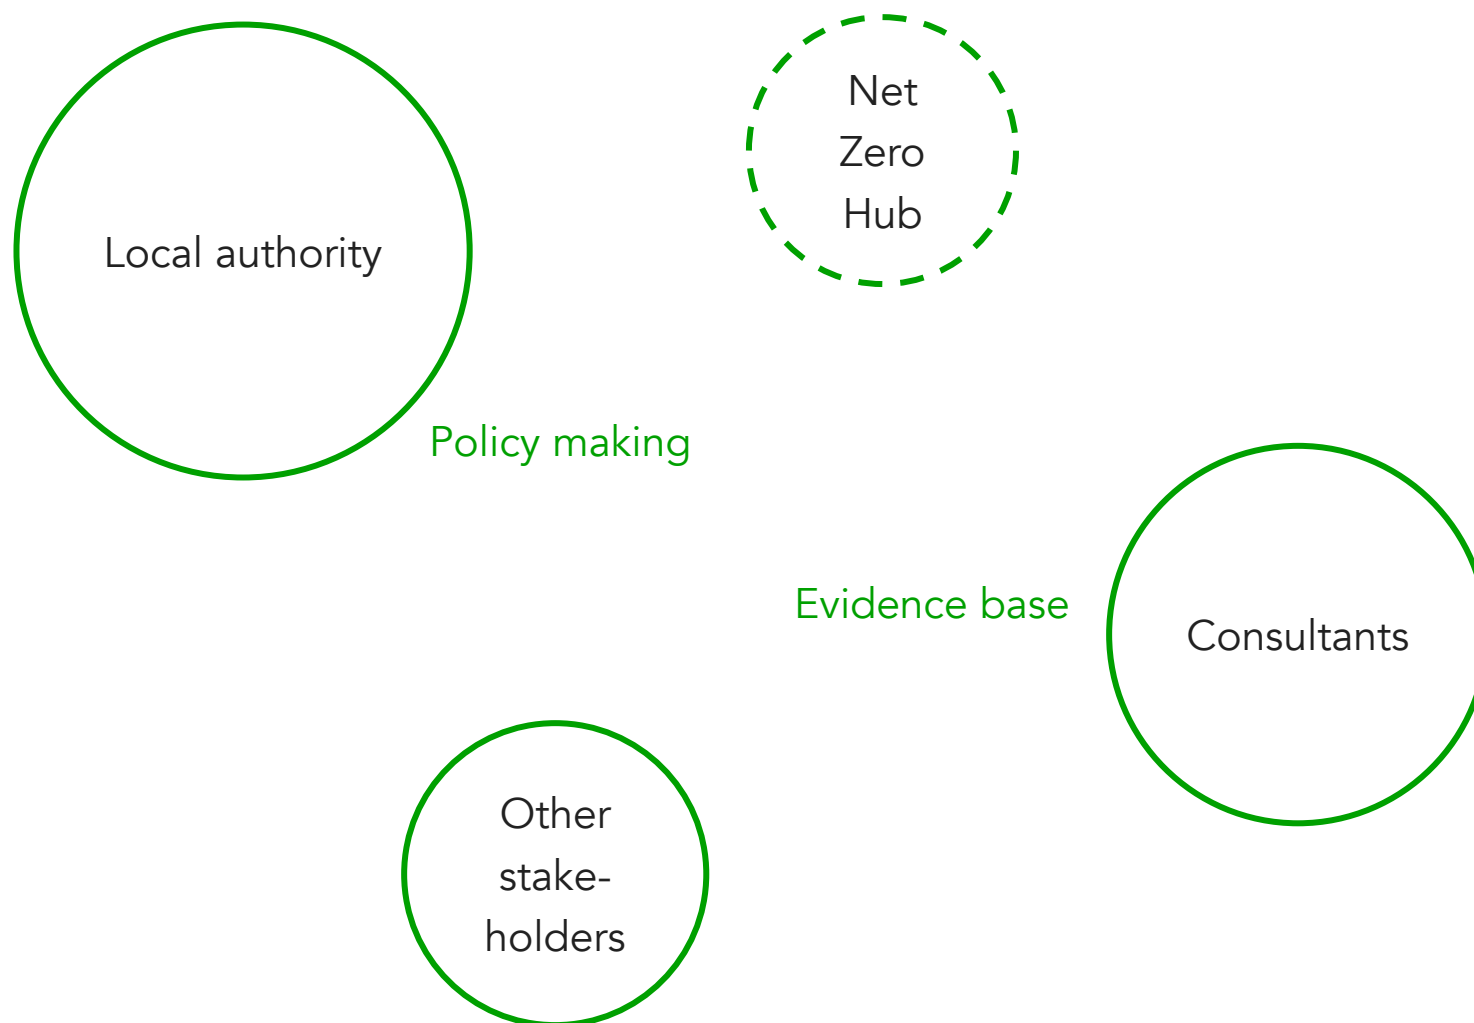 Net
Zero
Hub
Local authority
Policy making
Evidence base
Consultants
Other
stake-
holders